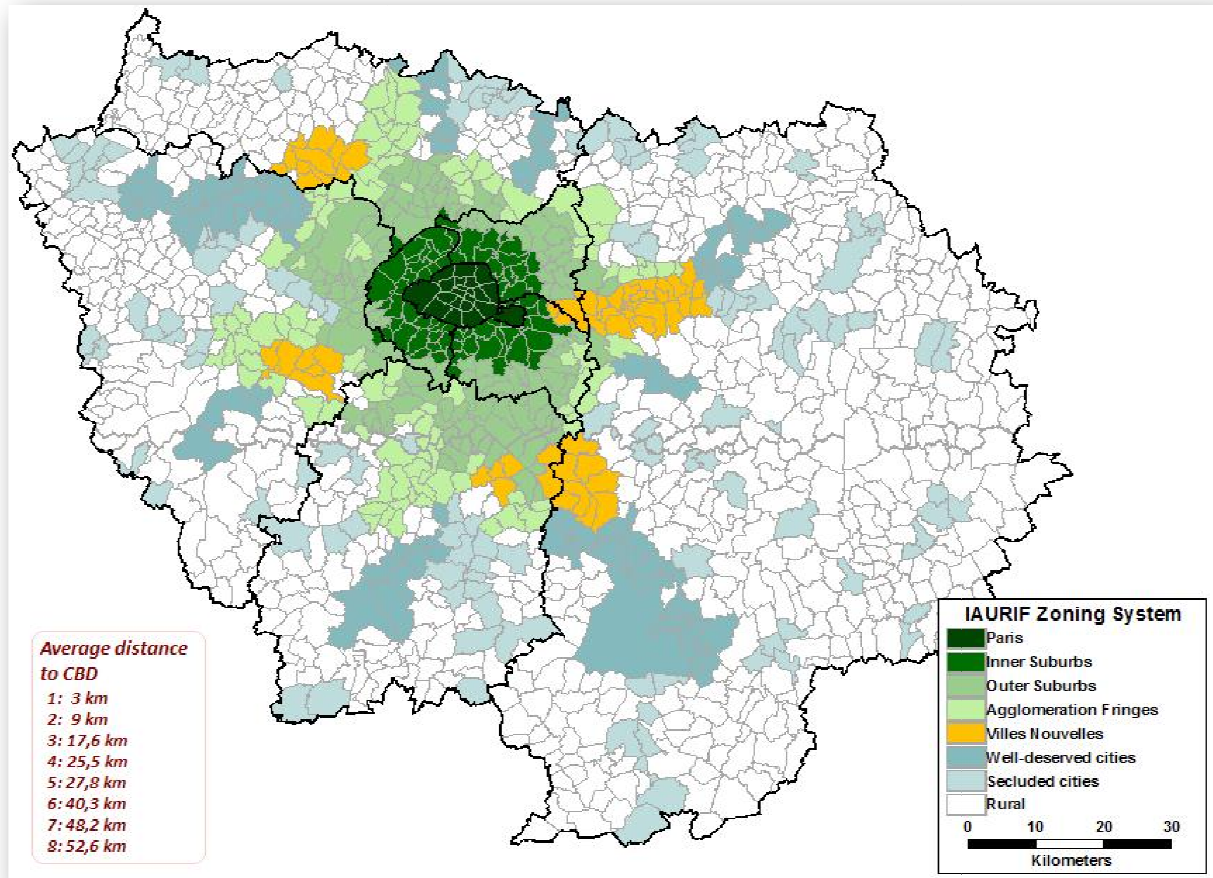 Average distance
to CBD
1: 3 km
2: 9 km
3: 17,6 km
4: 25,5 km
5: 27,8 km
6: 40,3 km
7: 48,2 km
8: 52,6 km
IAURIF Zoning System
Paris
Inner Suburbs
Outer Suburbs
Agglomeration Fringes
Villes Nouvelles
Well-deserved cities
Secluded cities
Rural
0 10 20 30
Kilometers